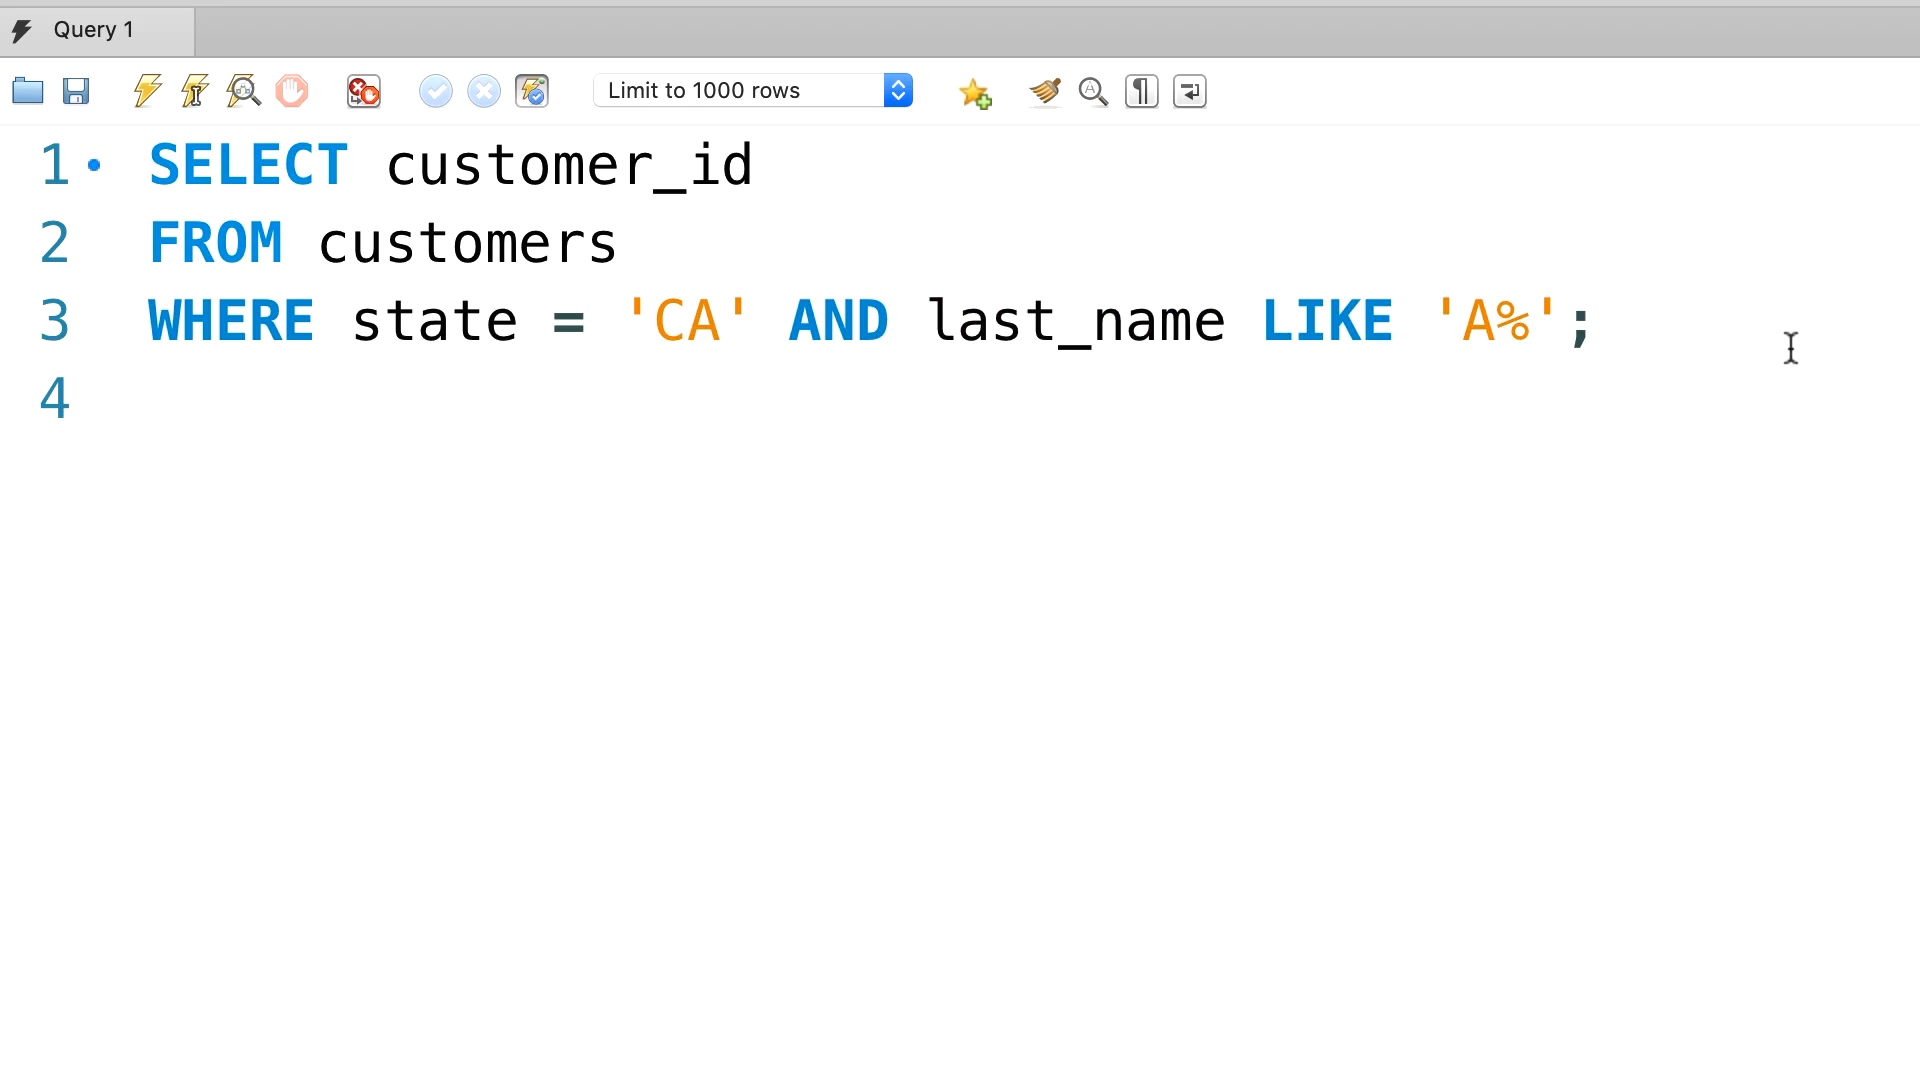 Query 1
Limit to 1000 rows
1 SELECT customer_id
2 FROM customers
3 WHERE state = 'CA' AND last_name LIKE 'A%';
4